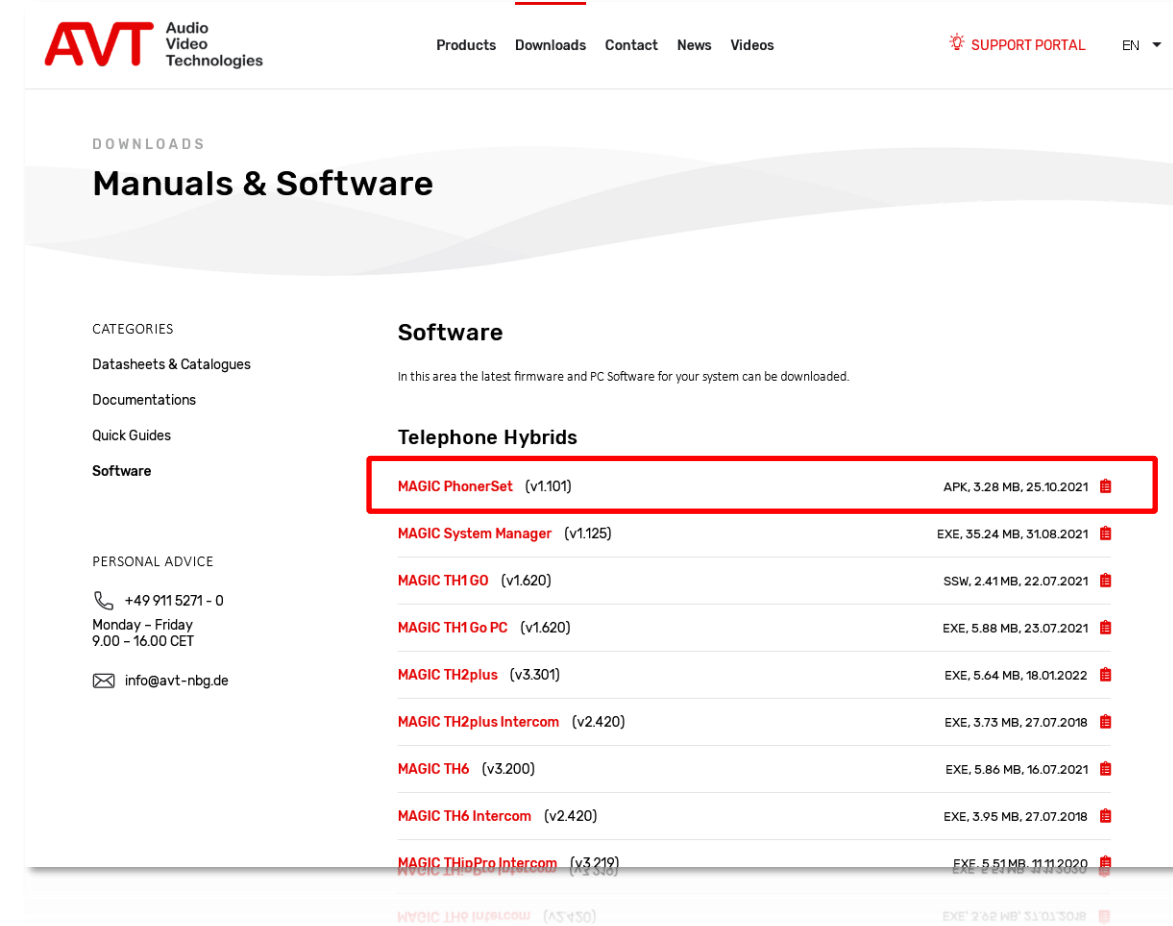 AVT Audio
Video
Technologies
Products Downloads Contact News Videos
SUPPORT PORTAL EN
DOWNLOADS
Manuals & Software
CATEGORIES
Datasheets & Catalogues
Documentations
Quick Guides
Software
PERSONAL ADVICE
+49 911 5271 - 0
Monday – Friday
9.00 – 16.00 CET
info@avt-nbg.de
Software
In this area the latest firmware and PC Software for your system can be downloaded.
Telephone Hybrids
MAGIC PhonerSet (v1.101) APK, 3.28 MB, 25.10.2021
MAGIC System Manager (v1.125) EXE, 35.24 MB, 31.08.2021
MAGIC TH1 GO (v1.620) SSW, 2.41 MB, 22.07.2021
MAGIC TH1 Go PC (v1.620) EXE, 5.88 MB, 23.07.2021
MAGIC TH2plus (v3.301) EXE, 5.64 MB, 18.01.2022
MAGIC TH2plus Intercom (v2.420) EXE, 3.73 MB, 27.07.2018
MAGIC TH6 (v3.200) EXE, 5.86 MB, 16.07.2021
MAGIC TH6 Intercom (v2.420) EXE, 3.95 MB, 27.07.2018
MAGIC THipPro Intercom (v3.219) EXE, 5.51 MB, 11.11.2020